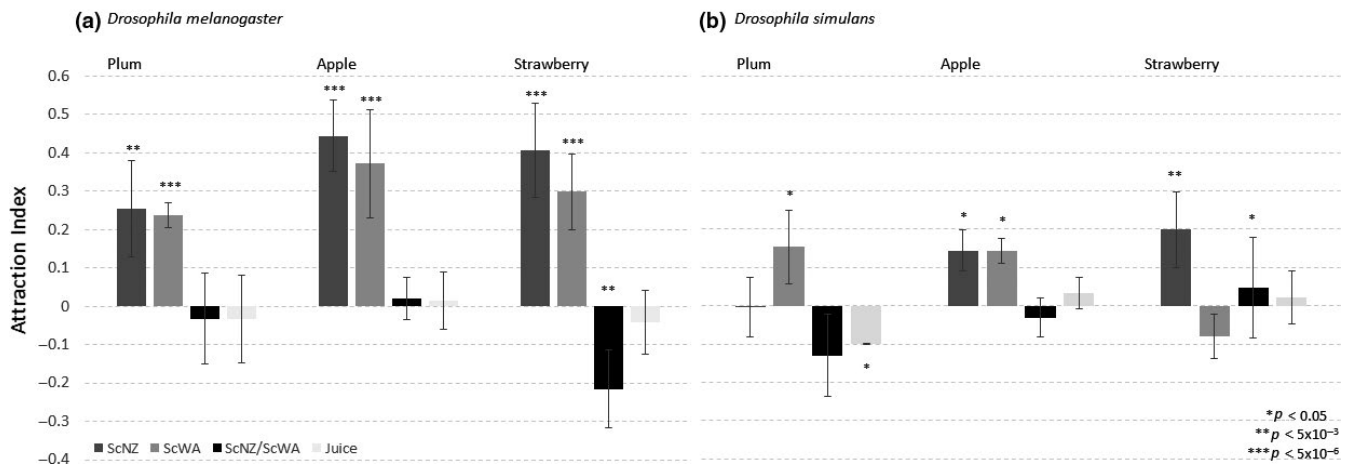 (a) Drosophila melanogaster
(b) Drosophila simulans
Plum Apple Strawberry
Plum Apple Strawberry
Attraction Index
0.6
0.5
0.4
0.3
0.2
0.1
0
−0.1
−0.2
−0.3
−0.4
** *** *** *** *** *** **
* * * ** * *
ScNZ ScWA ScNZ/ScWA Juice
*p < 0.05
**p < 5x10⁻³
***p < 5x10⁻⁶